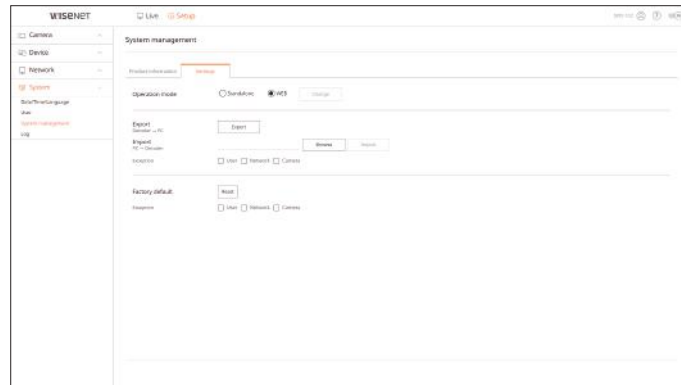 WISENET
Live Setup
Camera
Device
Network
System
Date/Time/Language
User
System management
Log
System management
Product information Settings
Operation mode Standalone WEB Change
Export Export
Decoder → PC
Import Browse Import
PC → Decoder
Exception User Network Camera
Factory default Reset
Exception User Network Camera